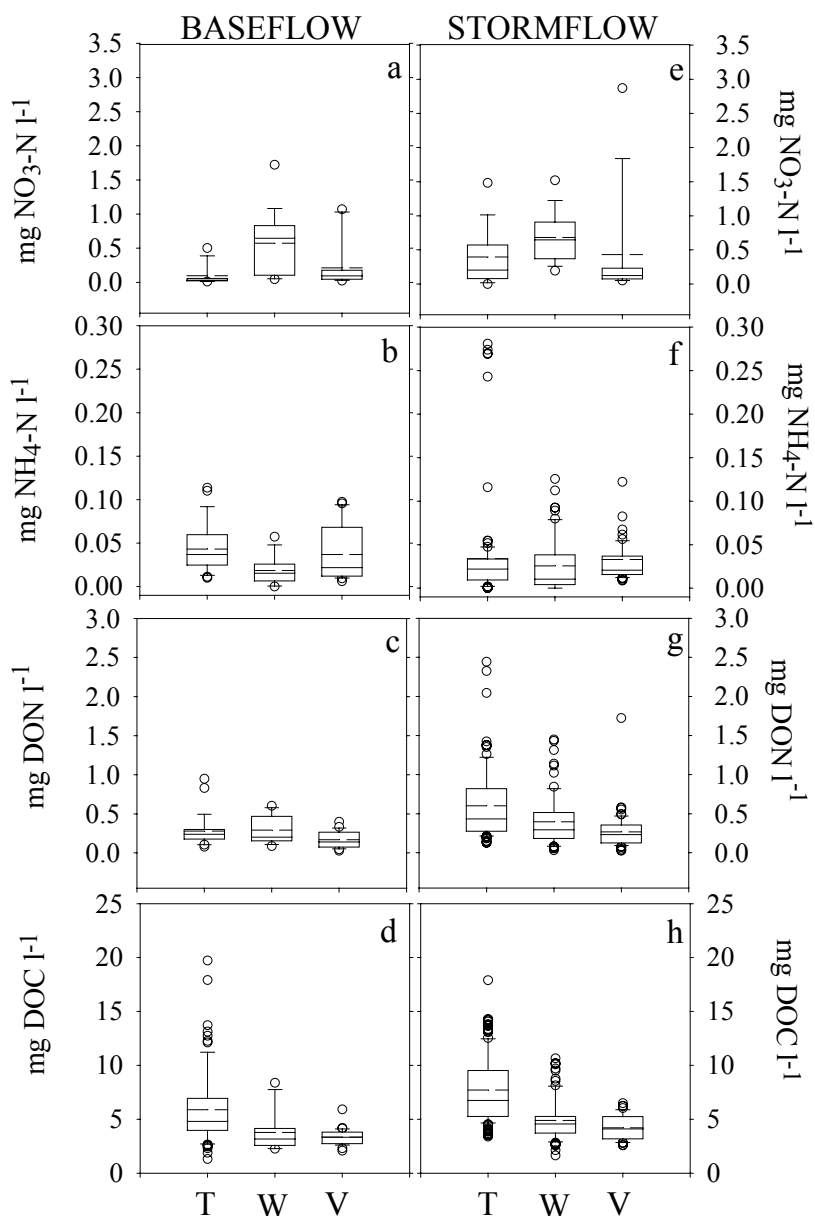 BASEFLOW
STORMFLOW
3.5
3.0
2.5
2.0
1.5
1.0
0.5
0.0
mg NO3-N l-1
a
e
3.5
3.0
2.5
2.0
1.5
1.0
0.5
0.0
mg NO3-N l-1
0.30
0.25
0.20
0.15
0.10
0.05
0.00
mg NH4-N l-1
b
f
0.30
0.25
0.20
0.15
0.10
0.05
0.00
mg NH4-N l-1
3.0
2.5
2.0
1.5
1.0
0.5
0.0
mg DON l-1
c
g
3.0
2.5
2.0
1.5
1.0
0.5
0.0
mg DON l-1
25
20
15
10
5
0
mg DOC l-1
d
h
25
20
15
10
5
0
mg DOC l-1
T W V
T W V